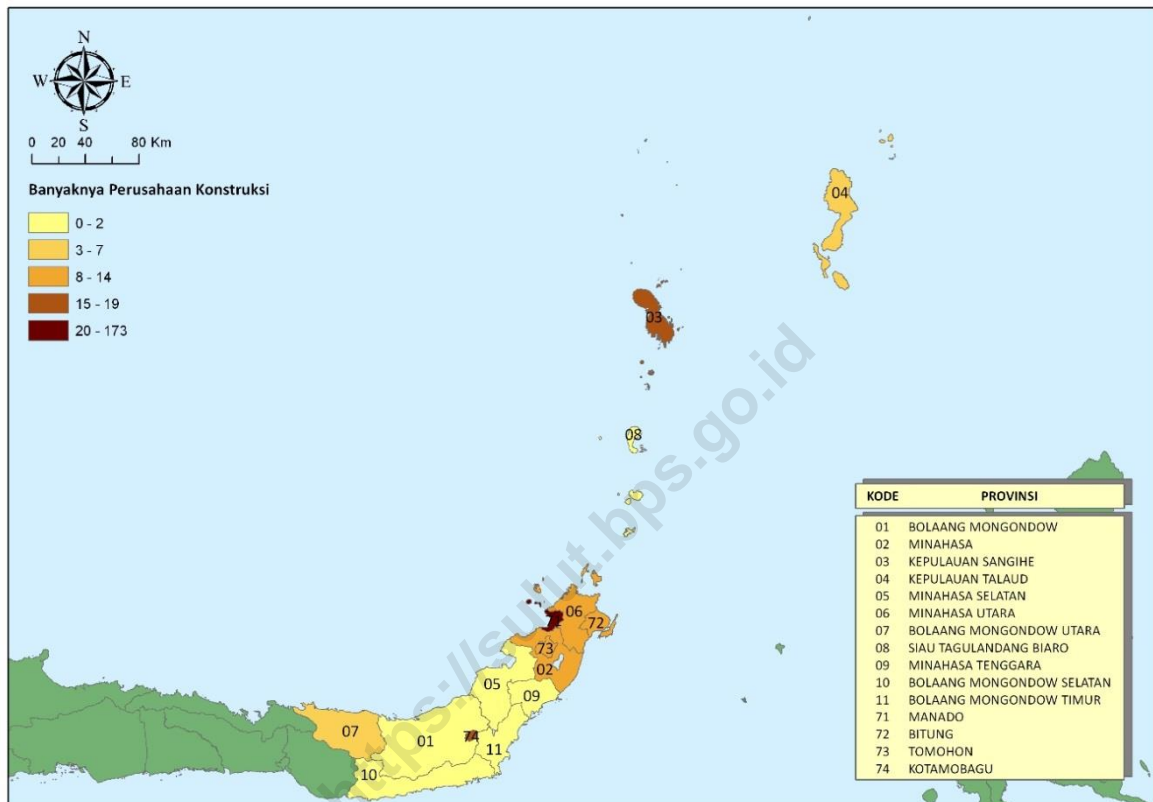 N
W E
S
0 20 40 80 Km
Banyaknya Perusahaan Konstruksi
0 - 2
3 - 7
8 - 14
15 - 19
20 - 173
04
03
08
06
72
73
02
05
09
74
07
01
11
10
KODE PROVINSI
01 BOLAANG MONGONDOW
02 MINAHASA
03 KEPULAUAN SANGIHE
04 KEPULAUAN TALAUD
05 MINAHASA SELATAN
06 MINAHASA UTARA
07 BOLAANG MONGONDOW UTARA
08 SIAU TAGULANDANG BIARO
09 MINAHASA TENGGARA
10 BOLAANG MONGONDOW SELATAN
11 BOLAANG MONGONDOW TIMUR
71 MANADO
72 BITUNG
73 TOMOHON
74 KOTAMOBAGU
https://sulut.bps.go.id